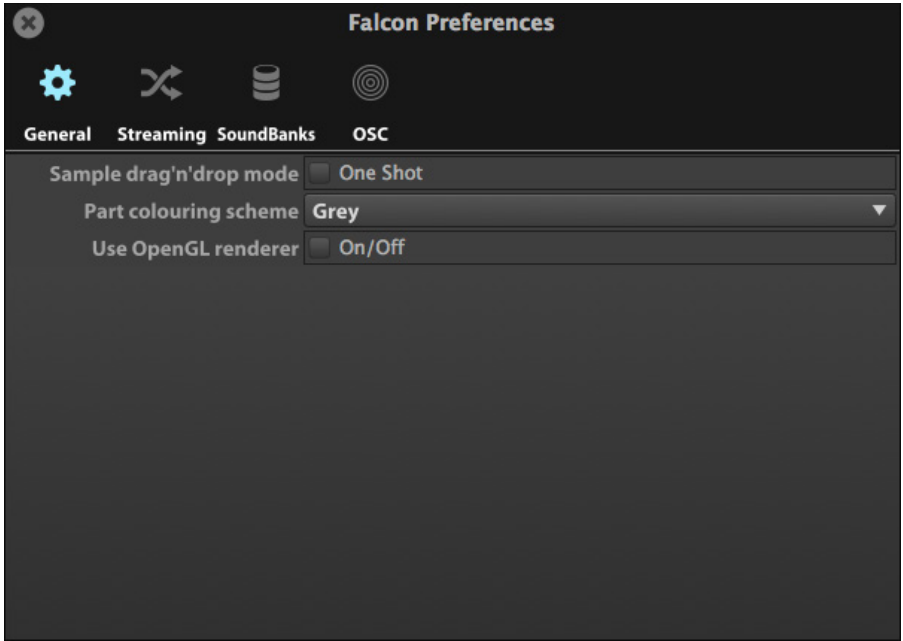 Falcon Preferences
General Streaming SoundBanks OSC
Sample drag'n'drop mode One Shot
Part colouring scheme Grey
Use OpenGL renderer On/Off